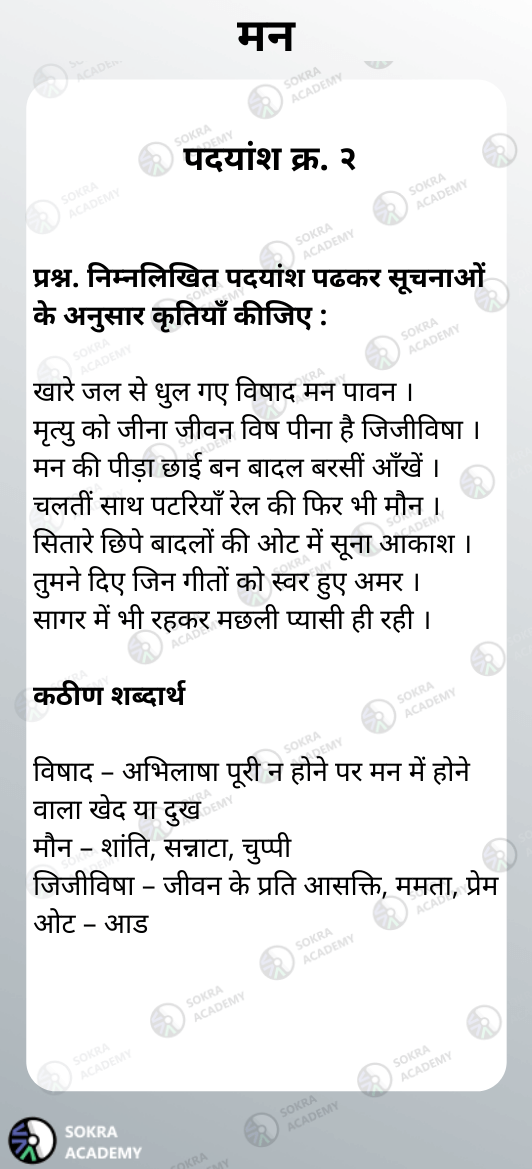 मन
पदयांश क्र. २
प्रश्न. निम्नलिखित पदयांश पढकर सूचनाओं
के अनुसार कृतियाँ कीजिए :
खारे जल से धुल गए विषाद मन पावन ।
मृत्यु को जीना जीवन विष पीना है जिजीविषा ।
मन की पीड़ा छाई बन बादल बरसीं आँखें ।
चलतीं साथ पटरियाँ रेल की फिर भी मौन ।
सितारे छिपे बादलों की ओट में सूना आकाश ।
तुमने दिए जिन गीतों को स्वर हुए अमर ।
सागर में भी रहकर मछली प्यासी ही रही ।
कठीण शब्दार्थ
विषाद – अभिलाषा पूरी न होने पर मन में होने
वाला खेद या दुख
मौन – शांति, सन्नाटा, चुप्पी
जिजीविषा – जीवन के प्रति आसक्ति, ममता, प्रेम
ओट – आड
SOKRA
ACADEMY